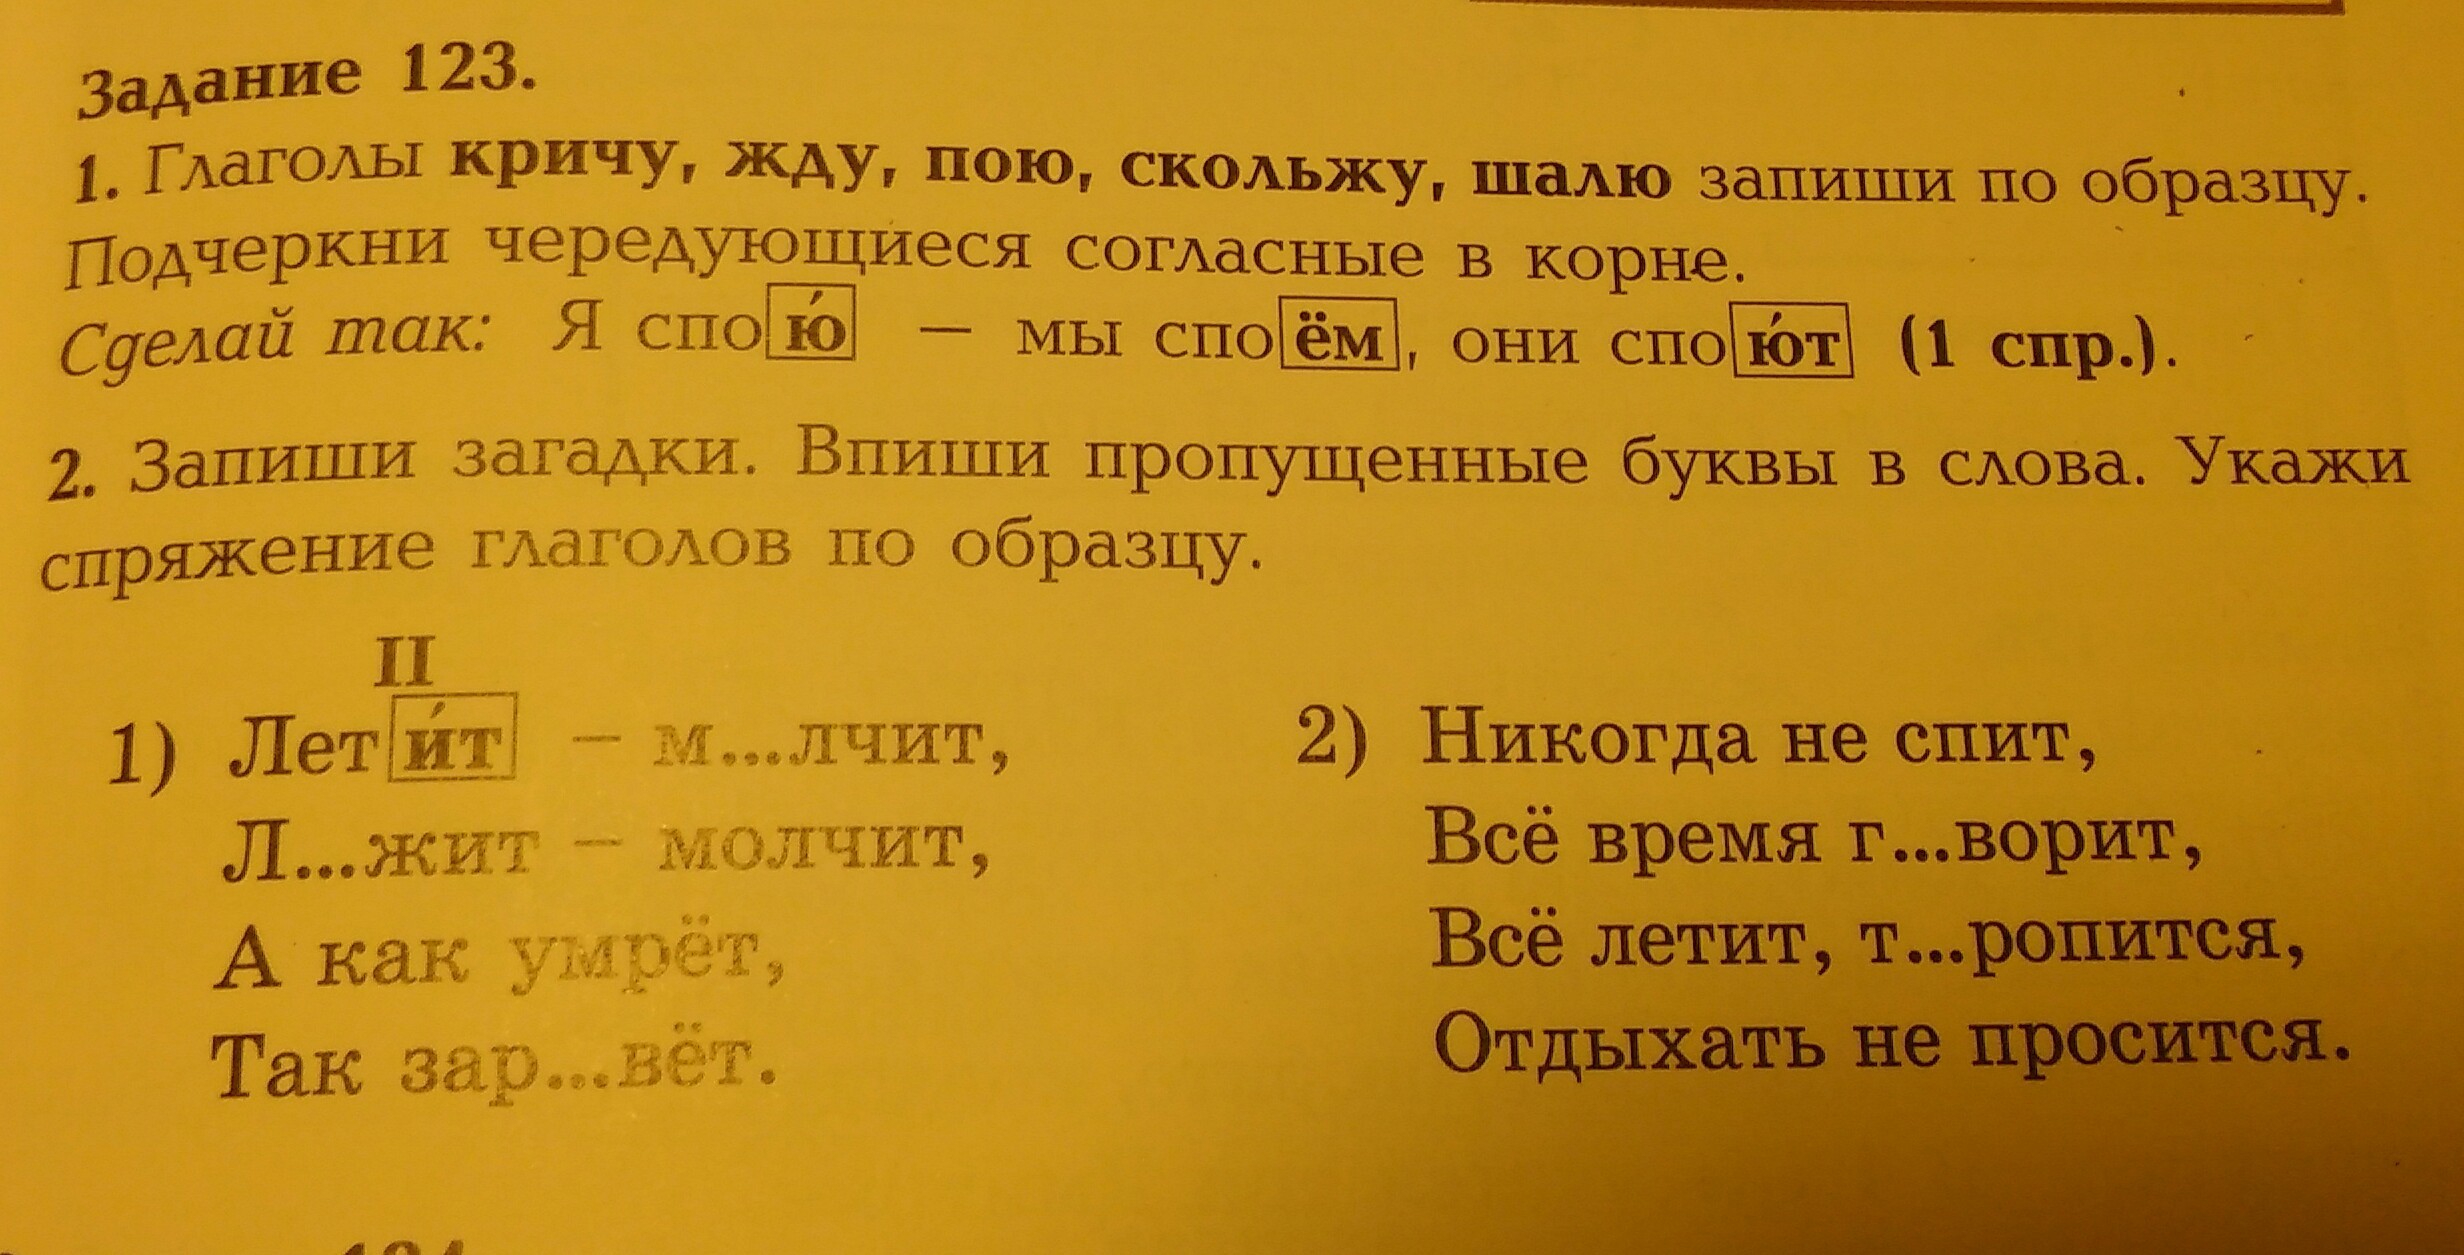 Задание 123.
1. Глаголы кричу, жду, пою, скольжу, шалю запиши по образцу.
Подчеркни чередующиеся согласные в корне.
Сделай так: Я спою́ — мы споём, они спою́т (1 спр.).
2. Запиши загадки. Впиши пропущенные буквы в слова. Укажи
спряжение глаголов по образцу.
II
1) Лети́т – м...лчит,
Л...жит – молчит,
А как умрёт,
Так зар...вёт.
2) Никогда не спит,
Всё время г...ворит,
Всё летит, т...ропится,
Отдыхать не просится.